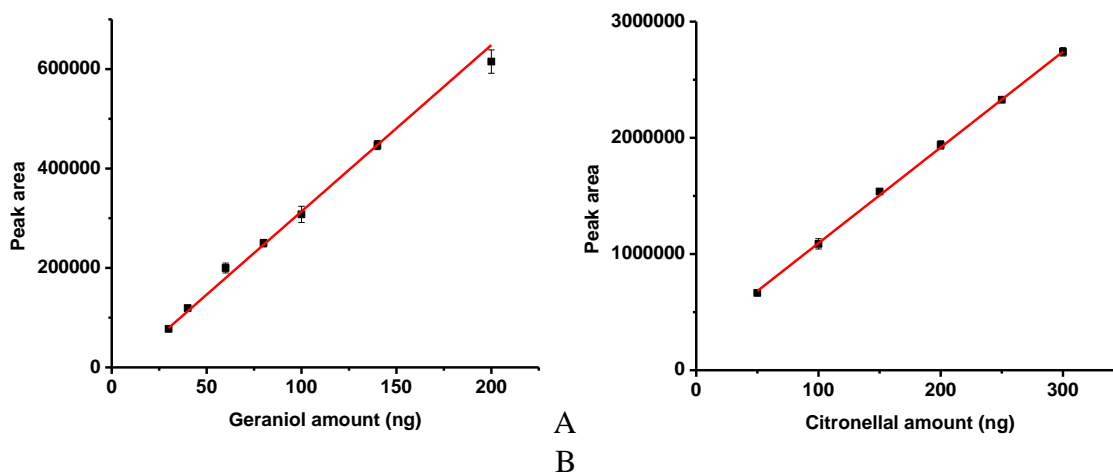 600000
400000
200000
0
Peak area
0
50
100
150
200
Geraniol amount (ng)
A
3000000
2000000
1000000
0
Peak area
0
100
200
300
Citronellal amount (ng)
B